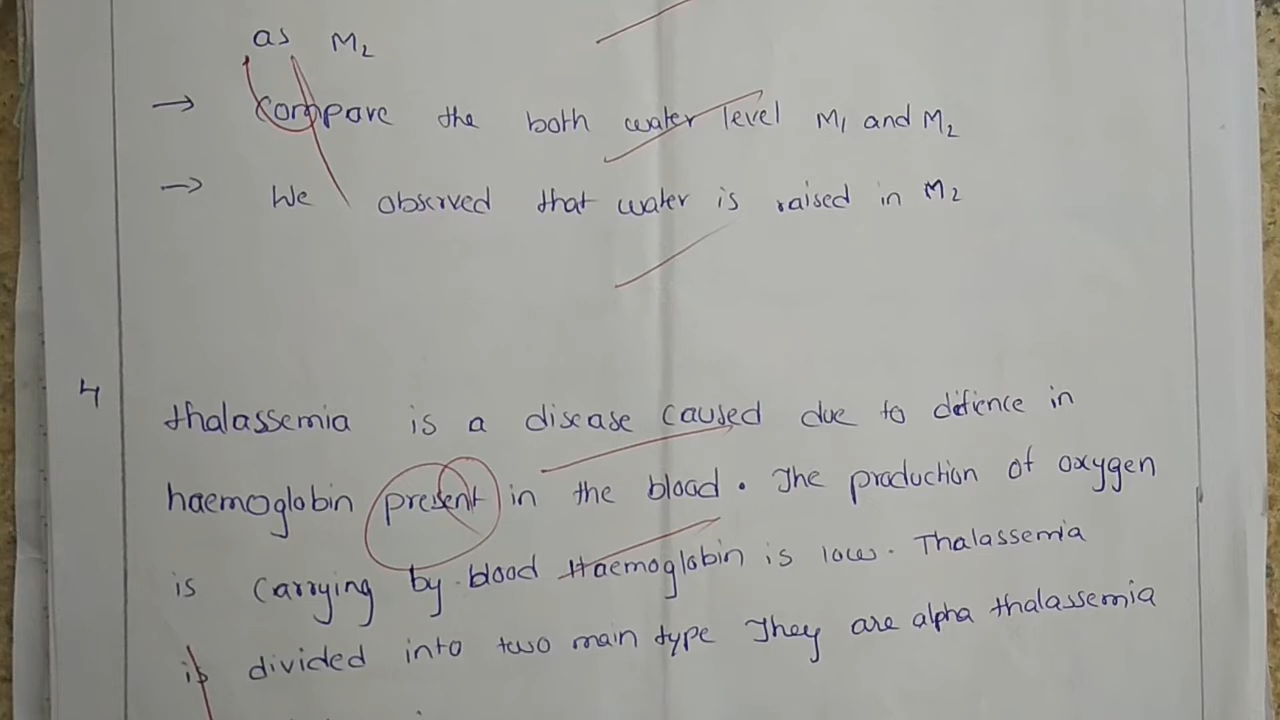 as M2
→ Compare the both water level M1 and M2
→ We observed that water is raised in M2
4
thalassemia is a disease caused due to difience in
haemoglobin present in the blood. The production of oxygen
is carrying by blood Haemoglobin is low. Thalassemia
is divided into two main type They are alpha thalassemia